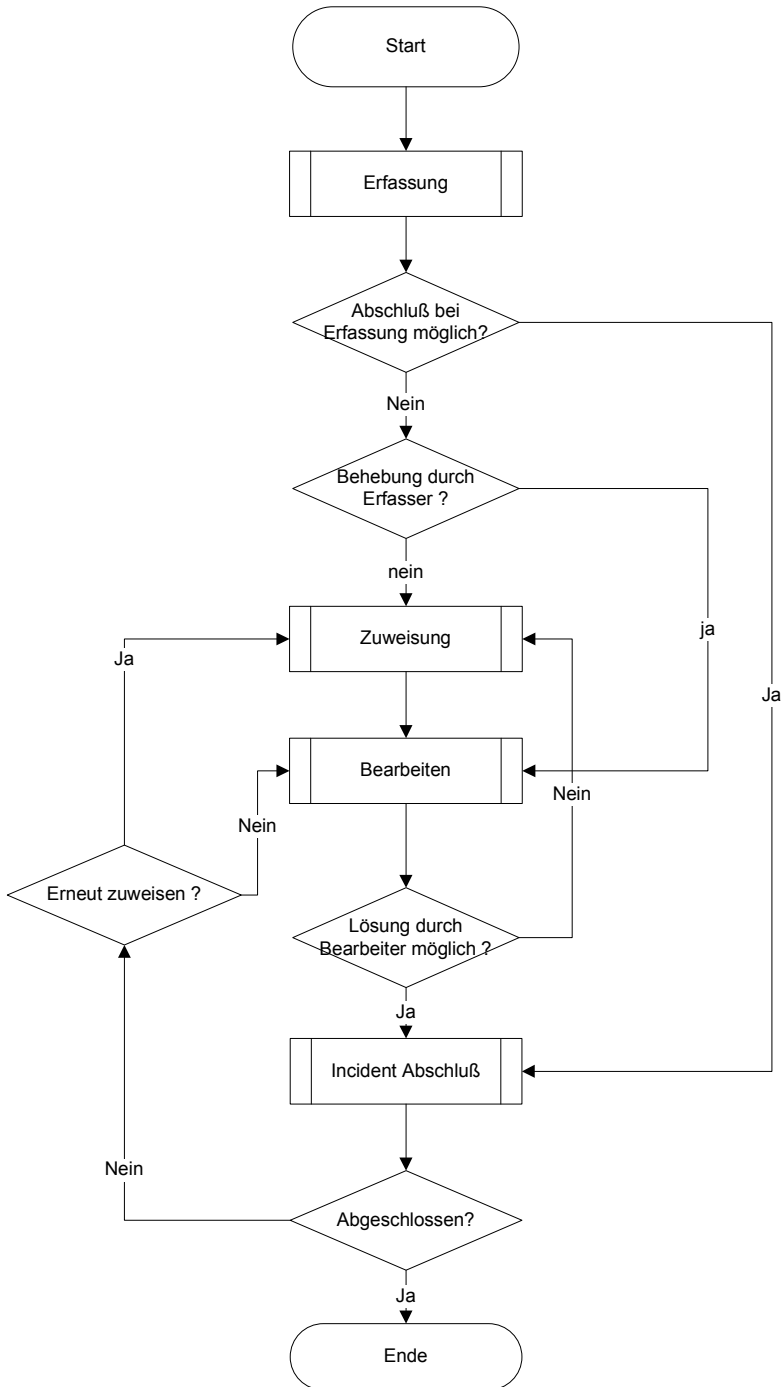 Start
Erfassung
Abschluß bei
Erfassung möglich?
Nein
Behebung durch
Erfasser ?
nein
Zuweisung
ja
Ja
Ja
Bearbeiten
Nein
Nein
Erneut zuweisen ?
Lösung durch
Bearbeiter möglich ?
Ja
Incident Abschluß
Nein
Abgeschlossen?
Ja
Ende